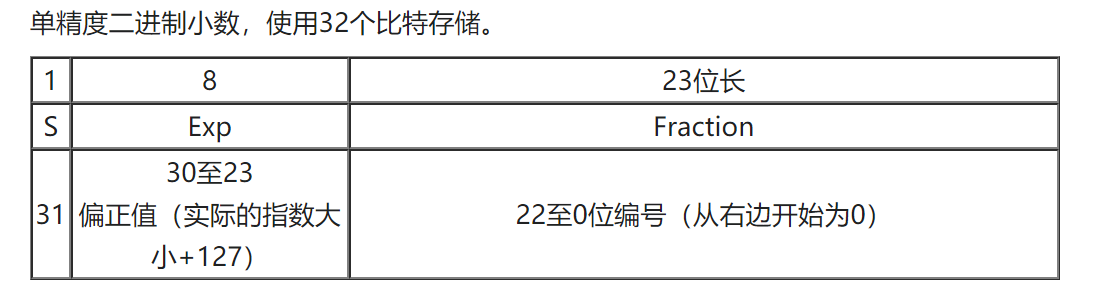 单精度二进制小数，使用32个比特存储。
1 8 23位长
S Exp Fraction
30至23
31 偏正值（实际的指数大 22至0位编号（从右边开始为0）
小+127）